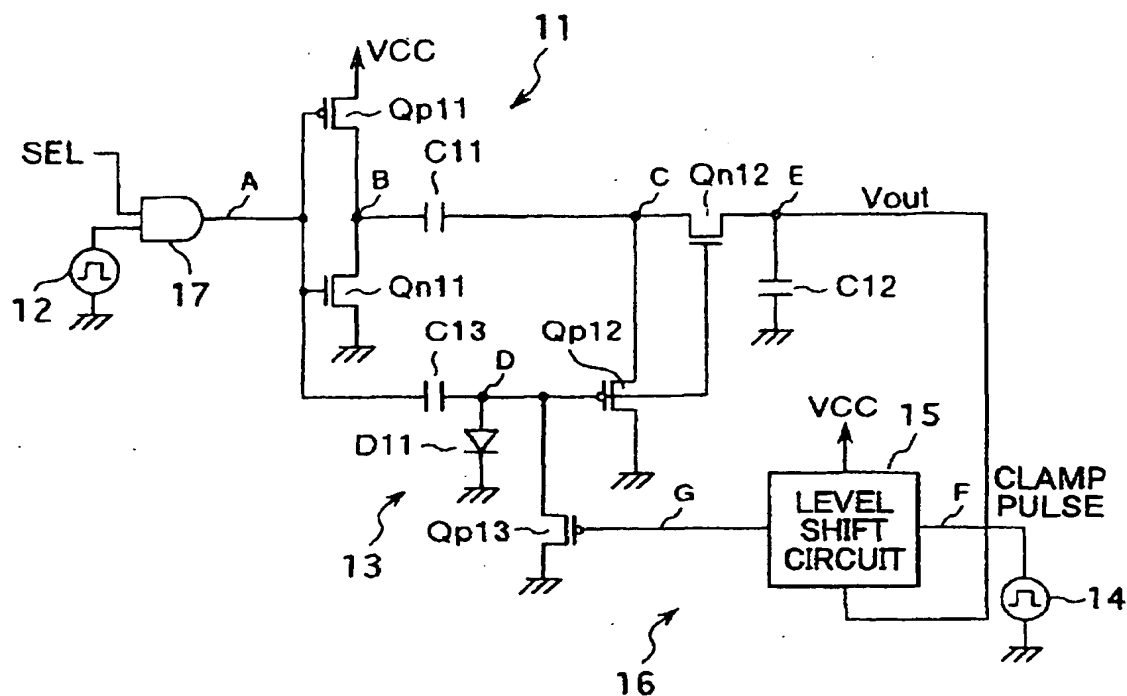 11
VCC
Qp11
SEL
A
C11
B
C
Qn12
E
Vout
12
17
Qn11
C12
C13
Qp12
D
VCC
15
D11
LEVEL
SHIFT
CIRCUIT
CLAMP
PULSE
G
F
Qp13
13
14
16